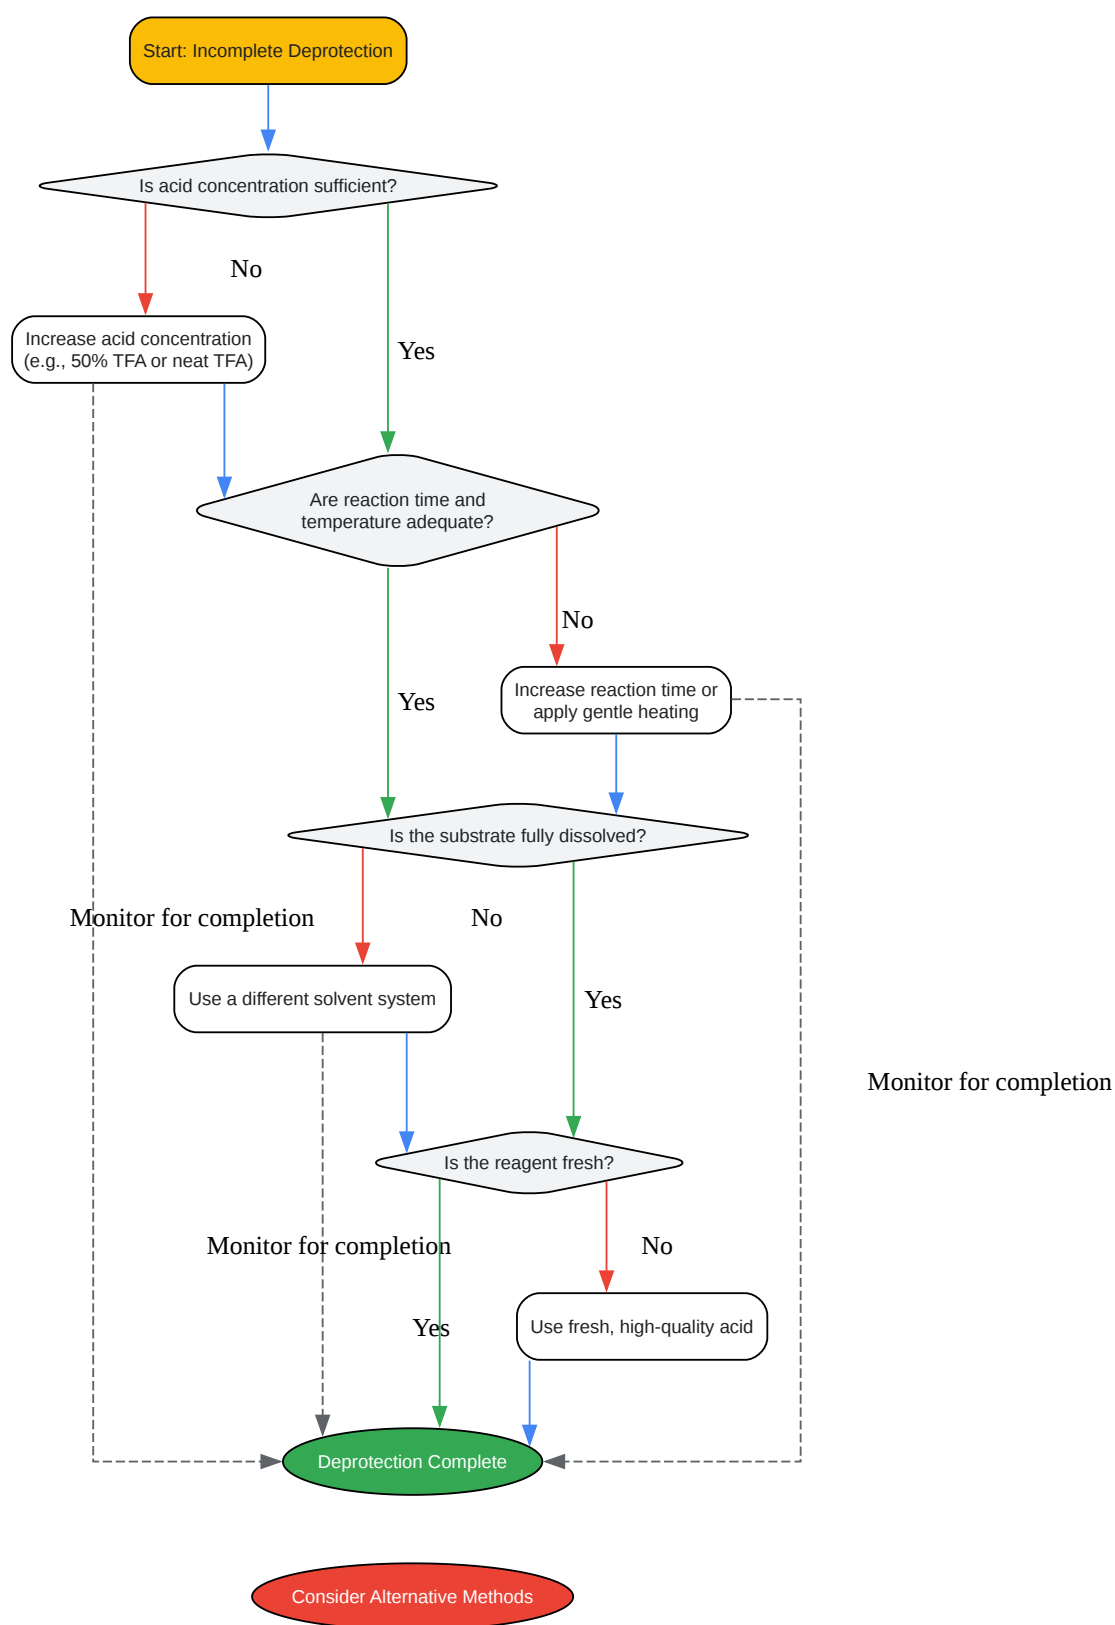 Start: Incomplete Deprotection
Is acid concentration sufficient?
No
Increase acid concentration
(e.g., 50% TFA or neat TFA)
Yes
Are reaction time and
temperature adequate?
No
Increase reaction time or
apply gentle heating
Yes
Is the substrate fully dissolved?
Monitor for completion
No
Use a different solvent system
Yes
Monitor for completion
Is the reagent fresh?
Monitor for completion
No
Yes
Use fresh, high-quality acid
Deprotection Complete
Consider Alternative Methods